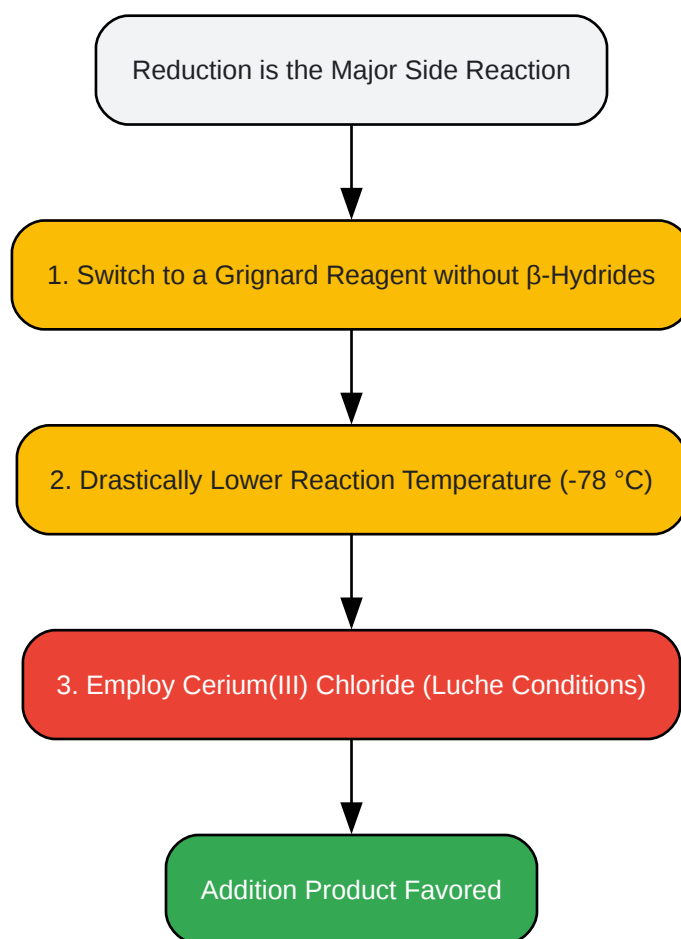 Reduction is the Major Side Reaction
1. Switch to a Grignard Reagent without β-Hydrides
2. Drastically Lower Reaction Temperature (-78 °C)
3. Employ Cerium(III) Chloride (Luche Conditions)
Addition Product Favored